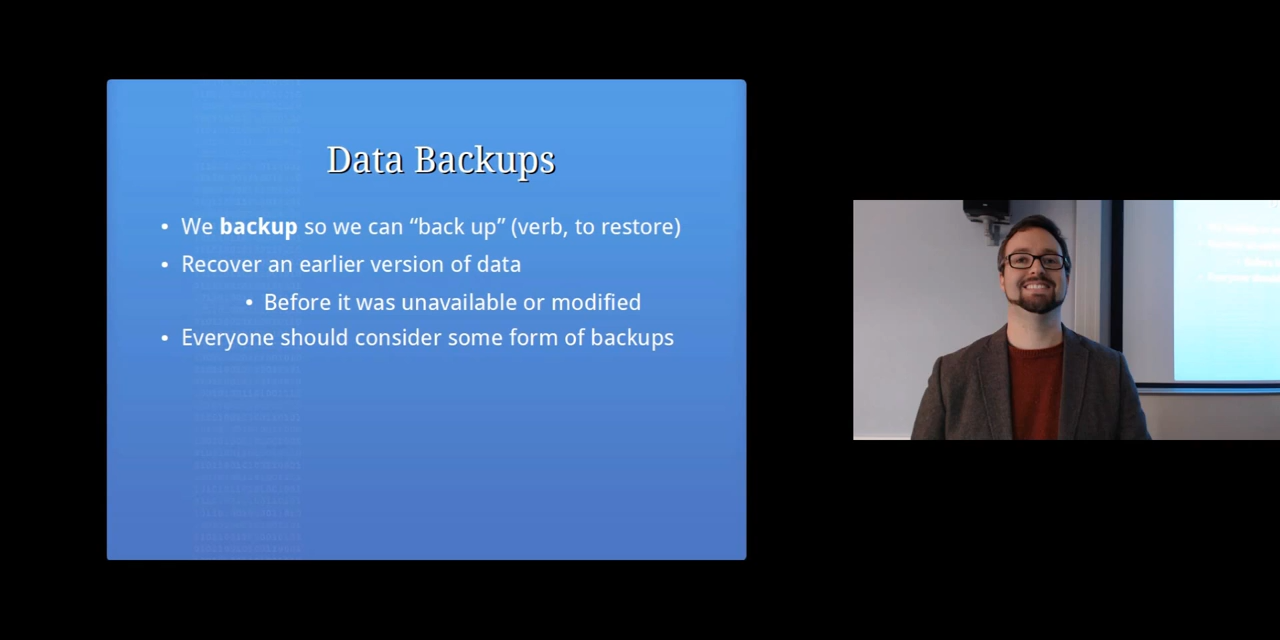 Data Backups
• We backup so we can “back up” (verb, to restore)
• Recover an earlier version of data
• Before it was unavailable or modified
• Everyone should consider some form of backups